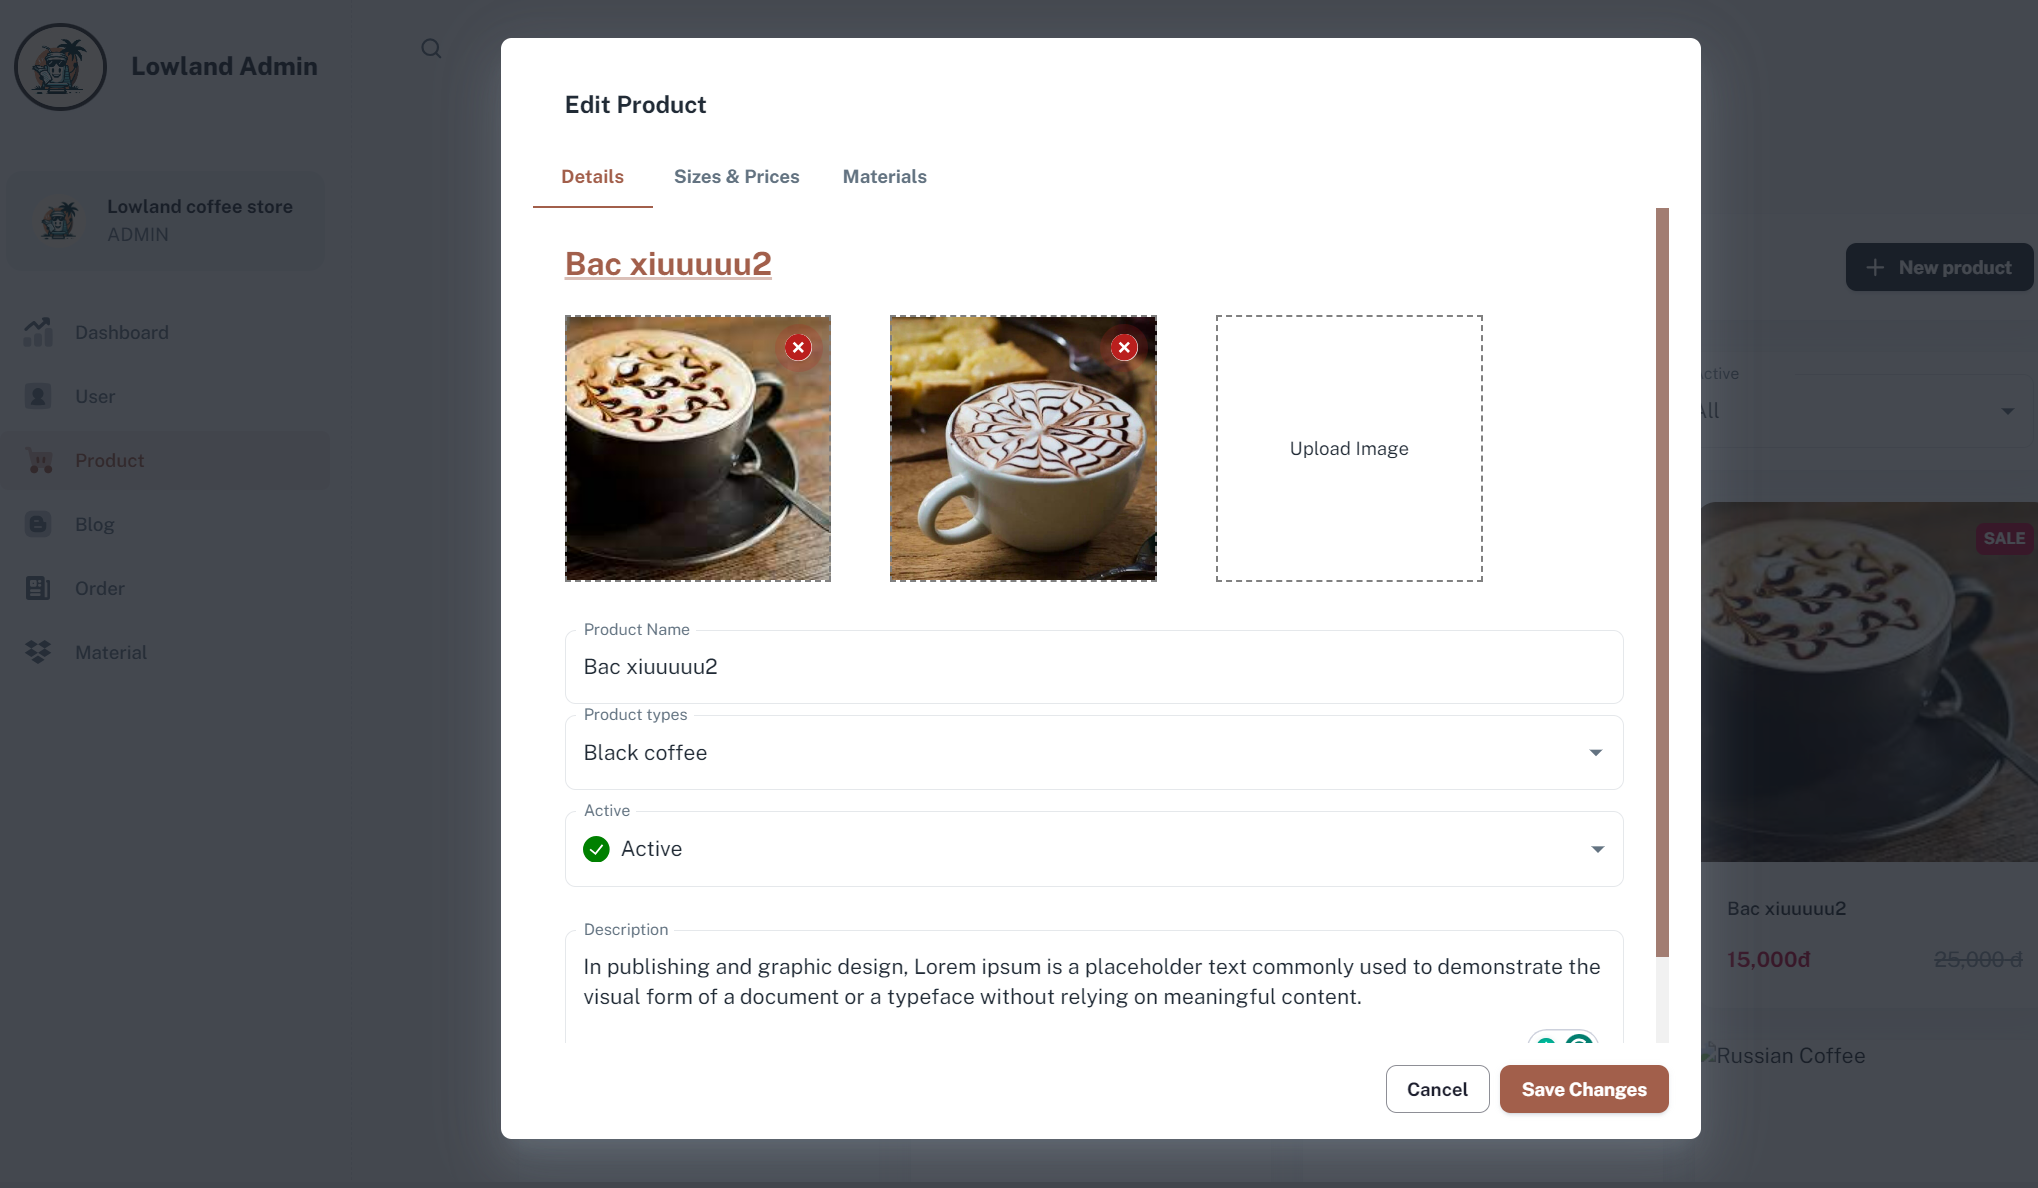 Lowland Admin
Lowland coffee store
ADMIN
Dashboard
User
Product
Blog
Order
Material
Edit Product
Details
Sizes & Prices
Materials
Bac xiuuuuu2
Upload Image
Product Name
Bac xiuuuuu2
Product types
Black coffee
Active
Active
Description
In publishing and graphic design, Lorem ipsum is a placeholder text commonly used to demonstrate the
visual form of a document or a typeface without relying on meaningful content.
Cancel
Save Changes
New product
ctive
All
SALE
Bac xiuuuuu2
15,000đ
25,000 đ
Russian Coffee